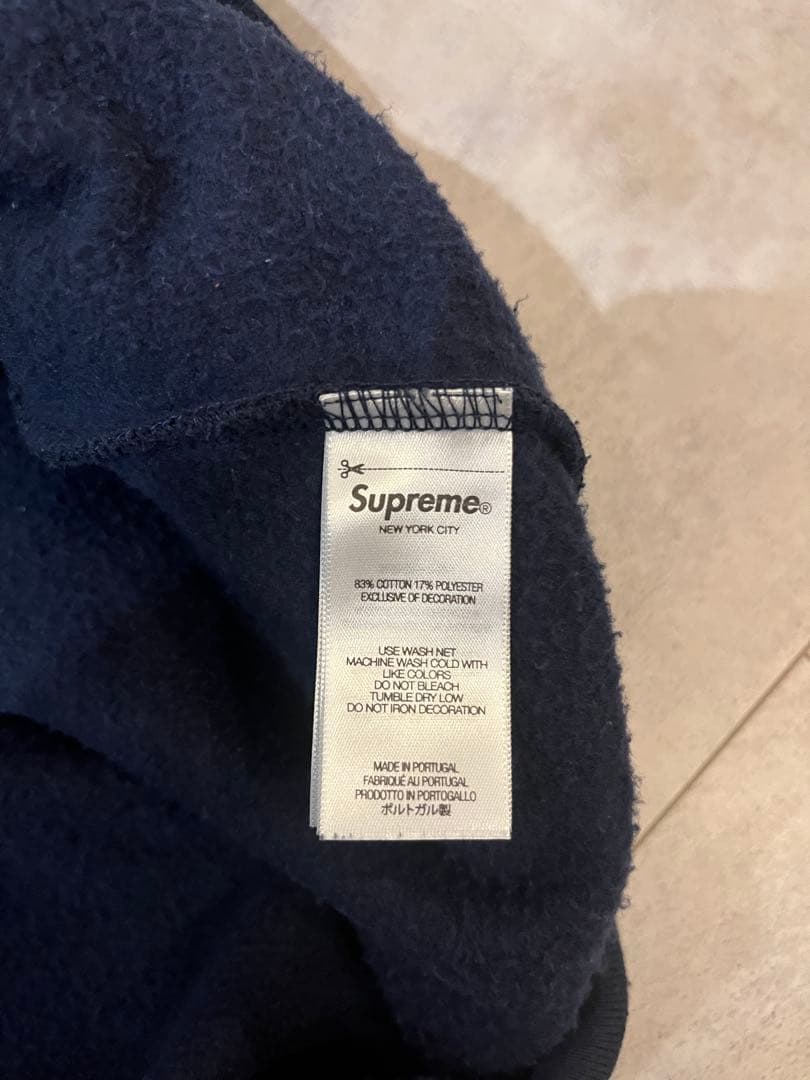 Supreme®
NEW YORK CITY
83% COTTON 17% POLYESTER
EXCLUSIVE OF DECORATION
USE WASH NET
MACHINE WASH COLD WITH
LIKE COLORS
DO NOT BLEACH
TUMBLE DRY LOW
DO NOT IRON DECORATION
MADE IN PORTUGAL
FABRIQUÉ AU PORTUGAL
PRODOTTO IN PORTOGALLO
ポルトガル製